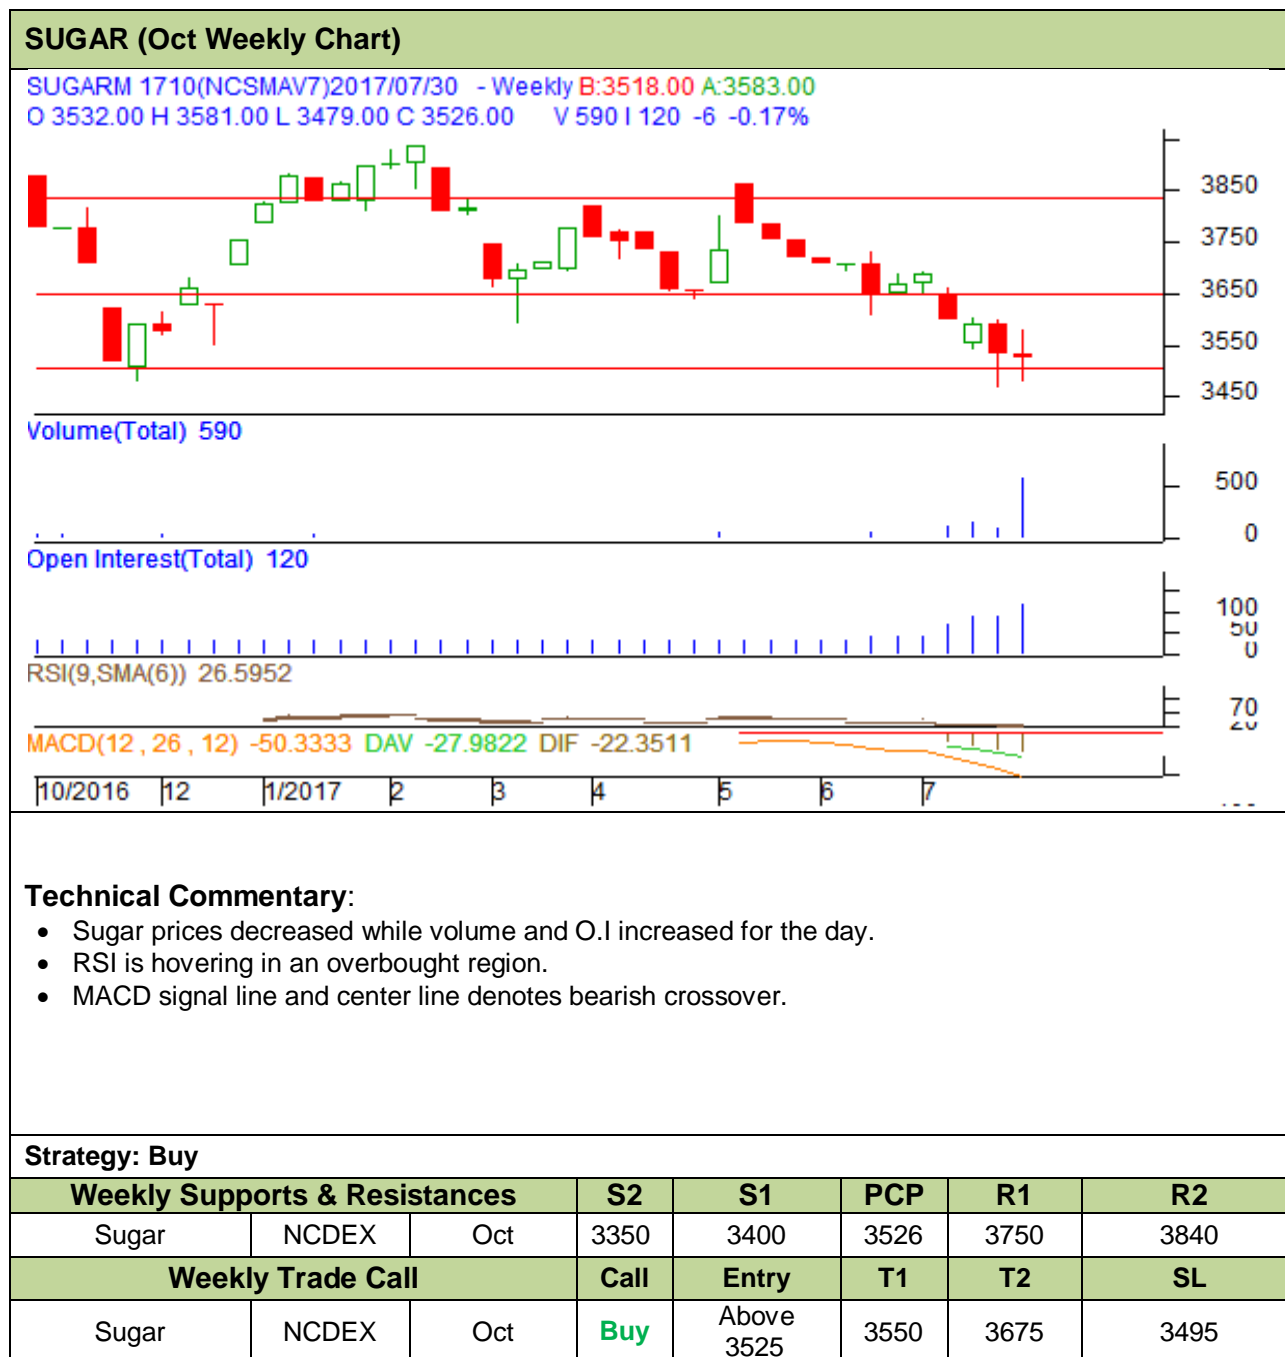 SUGAR (Oct Weekly Chart)
SUGARM 1710(NCSMAV7)2017/07/30 - Weekly B:3518.00 A:3583.00
O 3532.00 H 3581.00 L 3479.00 C 3526.00 V 590 I 120 -6 -0.17%
3850
3750
3650
3550
3450
Volume(Total) 590
500
0
Open Interest(Total) 120
100
50
0
RSI(9,SMA(6)) 26.5952
70
20
MACD(12 , 26 , 12) -50.3333 DAV -27.9822 DIF -22.3511
10/2016 12 1/2017 2 3 4 5 6 7
Technical Commentary:
• Sugar prices decreased while volume and O.I increased for the day.
• RSI is hovering in an overbought region.
• MACD signal line and center line denotes bearish crossover.
Strategy: Buy
Weekly Supports & Resistances S2 S1 PCP R1 R2
Sugar NCDEX Oct 3350 3400 3526 3750 3840
Weekly Trade Call Call Entry T1 T2 SL
Sugar NCDEX Oct Buy Above 3525 3550 3675 3495